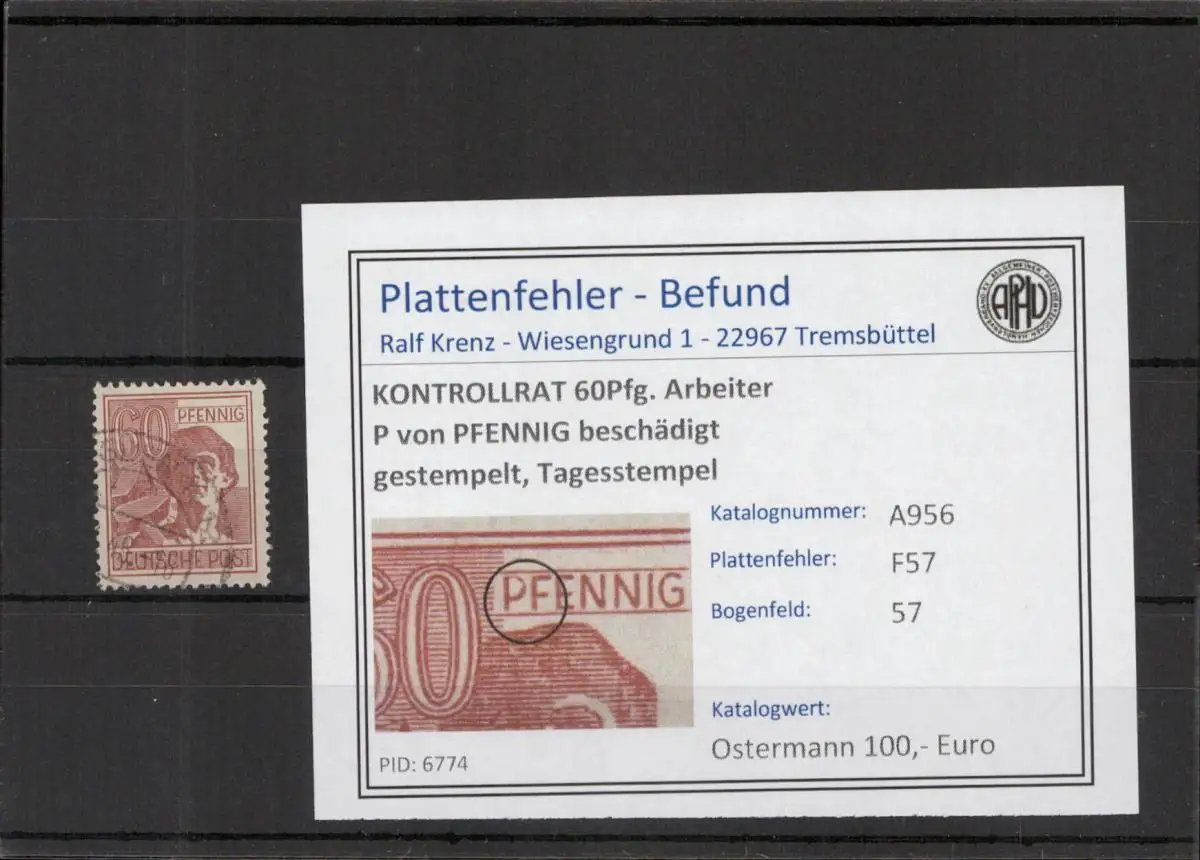 60 PFENNIG
DEUTSCHE POST
Plattenfehler - Befund
Ralf Krenz - Wiesengrund 1 - 22967 Tremsbüttel
APHV
KONTROLLRAT 60Pfg. Arbeiter
P von PFENNIG beschädigt
gestempelt, Tagesstempel
60 PFENNIG
Katalognummer: A956
Plattenfehler: F57
Bogenfeld: 57
Katalogwert:
Ostermann 100,- Euro
PID: 6774